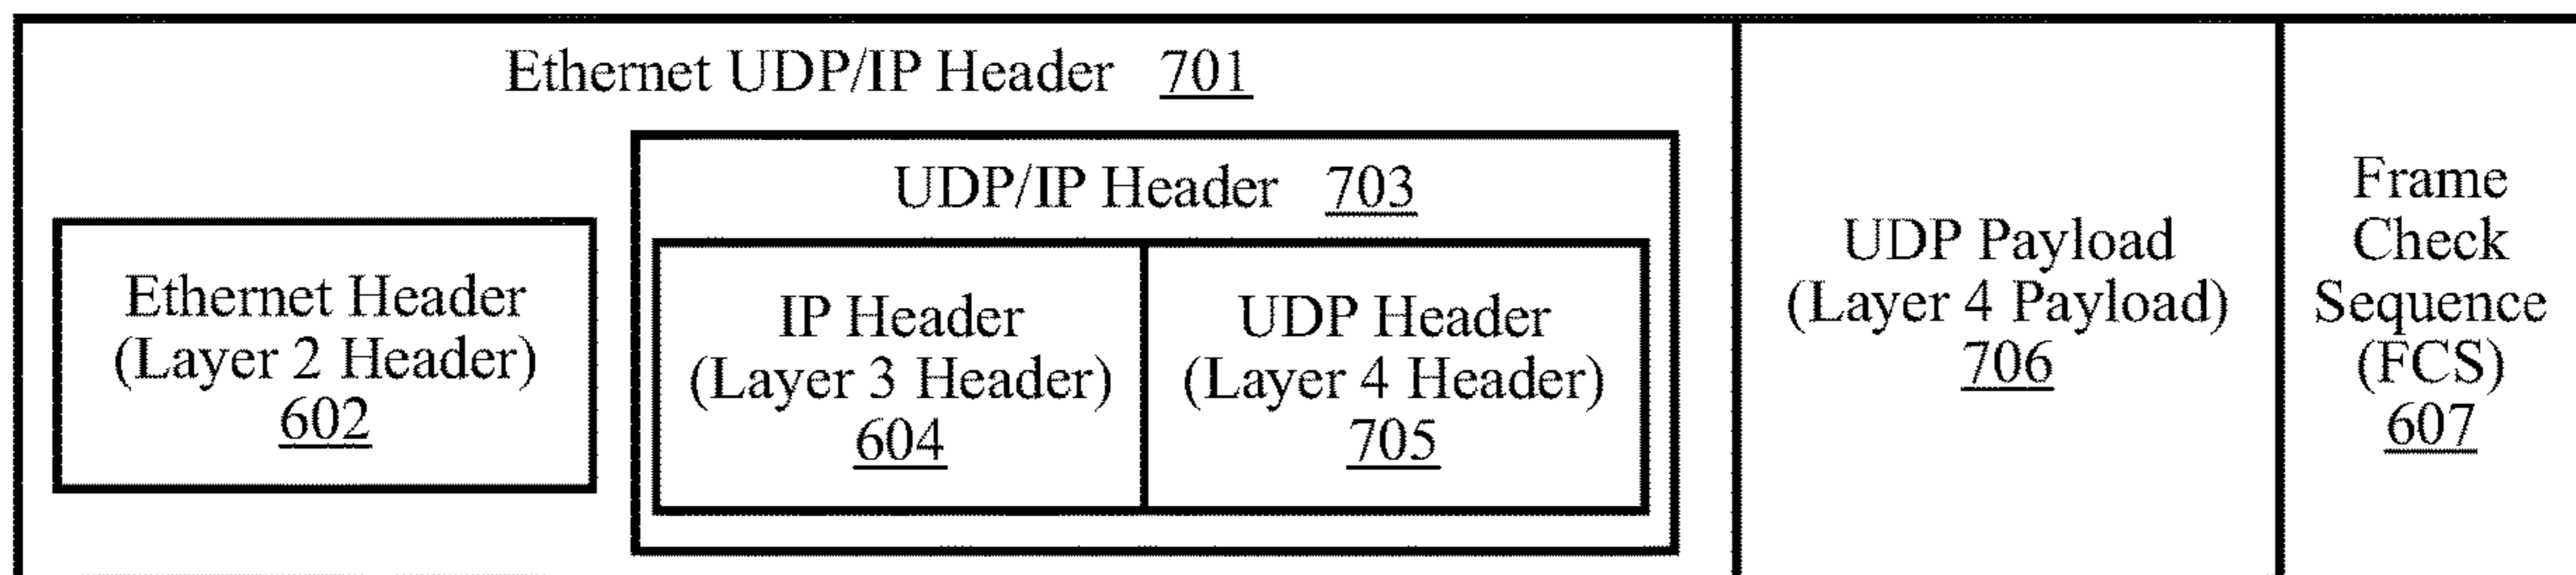 Ethernet UDP/IP Header 701
UDP/IP Header 703
Ethernet Header
(Layer 2 Header)
602
IP Header
(Layer 3 Header)
604
UDP Header
(Layer 4 Header)
705
UDP Payload
(Layer 4 Payload)
706
Frame
Check
Sequence
(FCS)
607